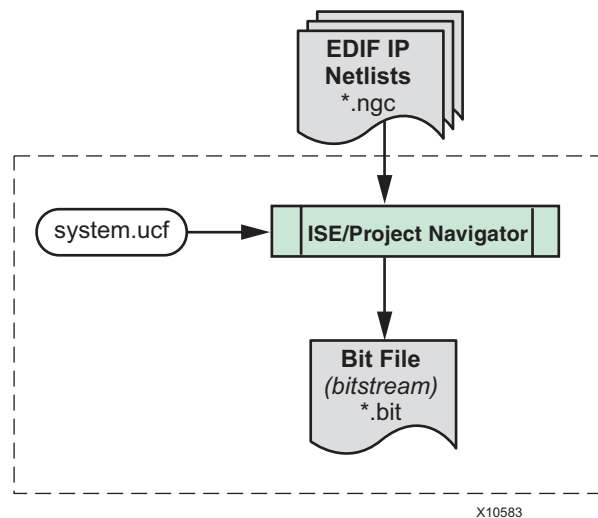 EDIF IP
Netlists
*.ngc
system.ucf
ISE/Project Navigator
Bit File
(bitstream)
*.bit
X10583